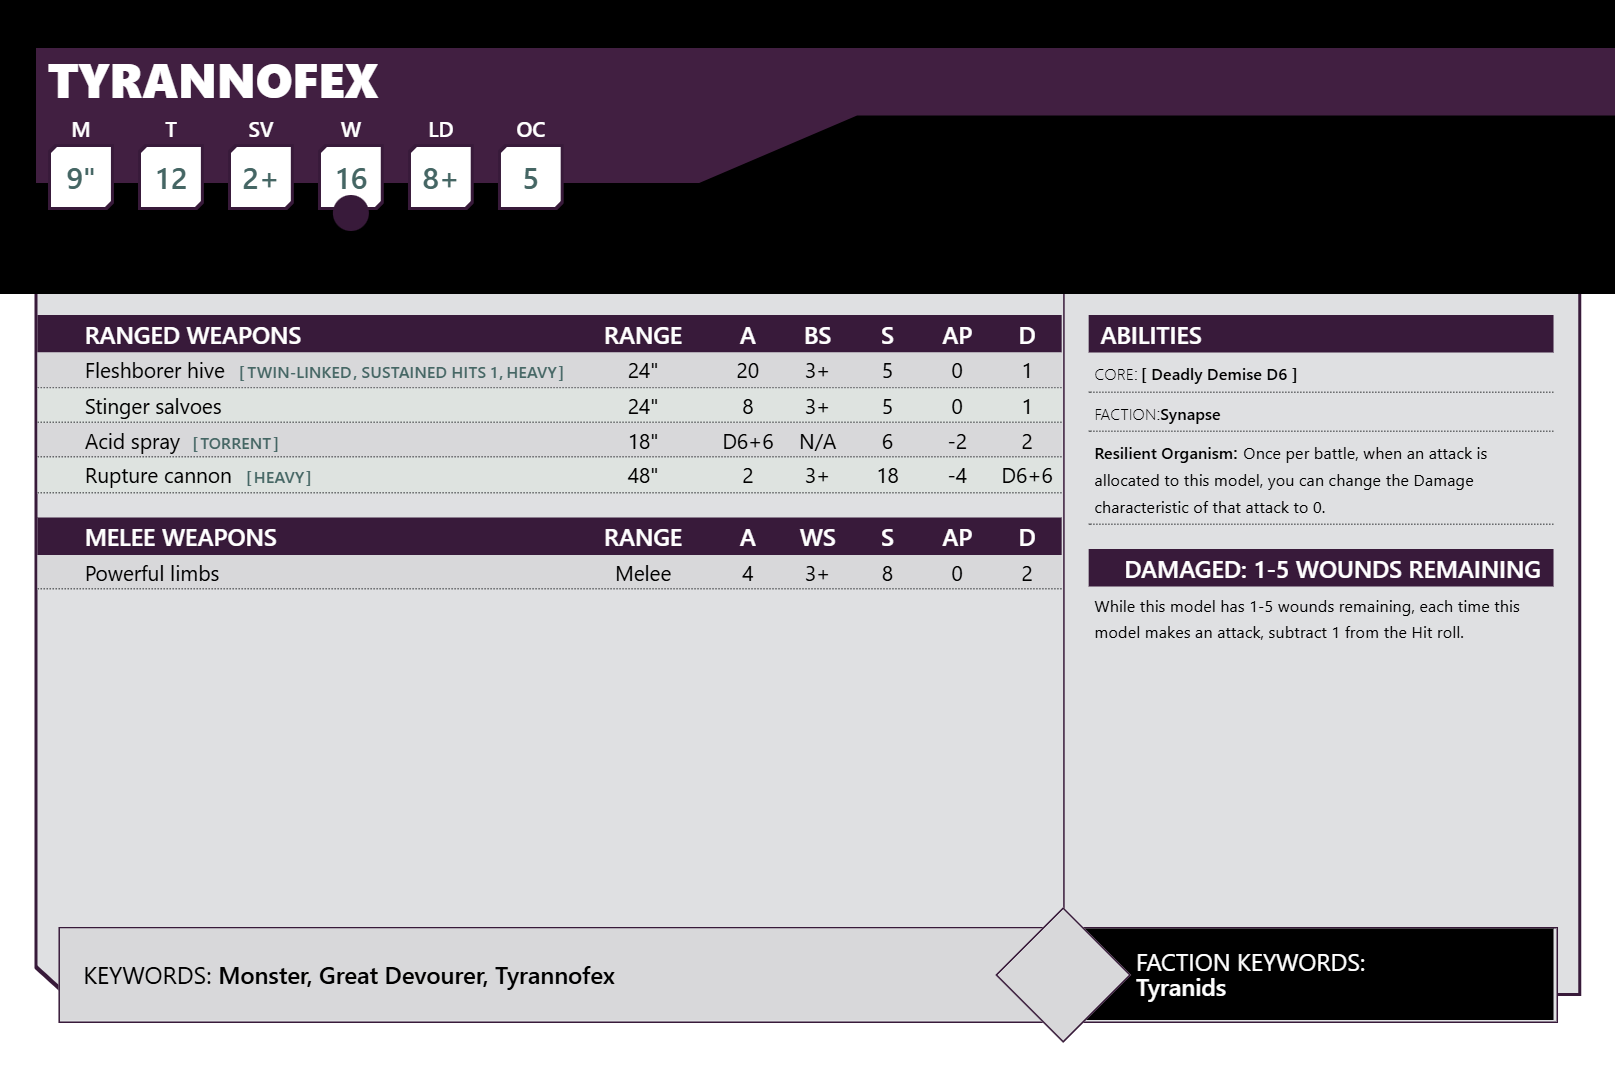 TYRANNOFEX
M T SV W LD OC
9" 12 2+ 16 8+ 5
RANGED WEAPONS RANGE A BS S AP D
Fleshborer hive [TWIN-LINKED, SUSTAINED HITS 1, HEAVY] 24" 20 3+ 5 0 1
Stinger salvoes 24" 8 3+ 5 0 1
Acid spray [TORRENT] 18" D6+6 N/A 6 -2 2
Rupture cannon [HEAVY] 48" 2 3+ 18 -4 D6+6
MELEE WEAPONS RANGE A WS S AP D
Powerful limbs Melee 4 3+ 8 0 2
ABILITIES
CORE: [ Deadly Demise D6 ]
FACTION:Synapse
Resilient Organism: Once per battle, when an attack is
allocated to this model, you can change the Damage
characteristic of that attack to 0.
DAMAGED: 1-5 WOUNDS REMAINING
While this model has 1-5 wounds remaining, each time this
model makes an attack, subtract 1 from the Hit roll.
KEYWORDS: Monster, Great Devourer, Tyrannofex
FACTION KEYWORDS:
Tyranids